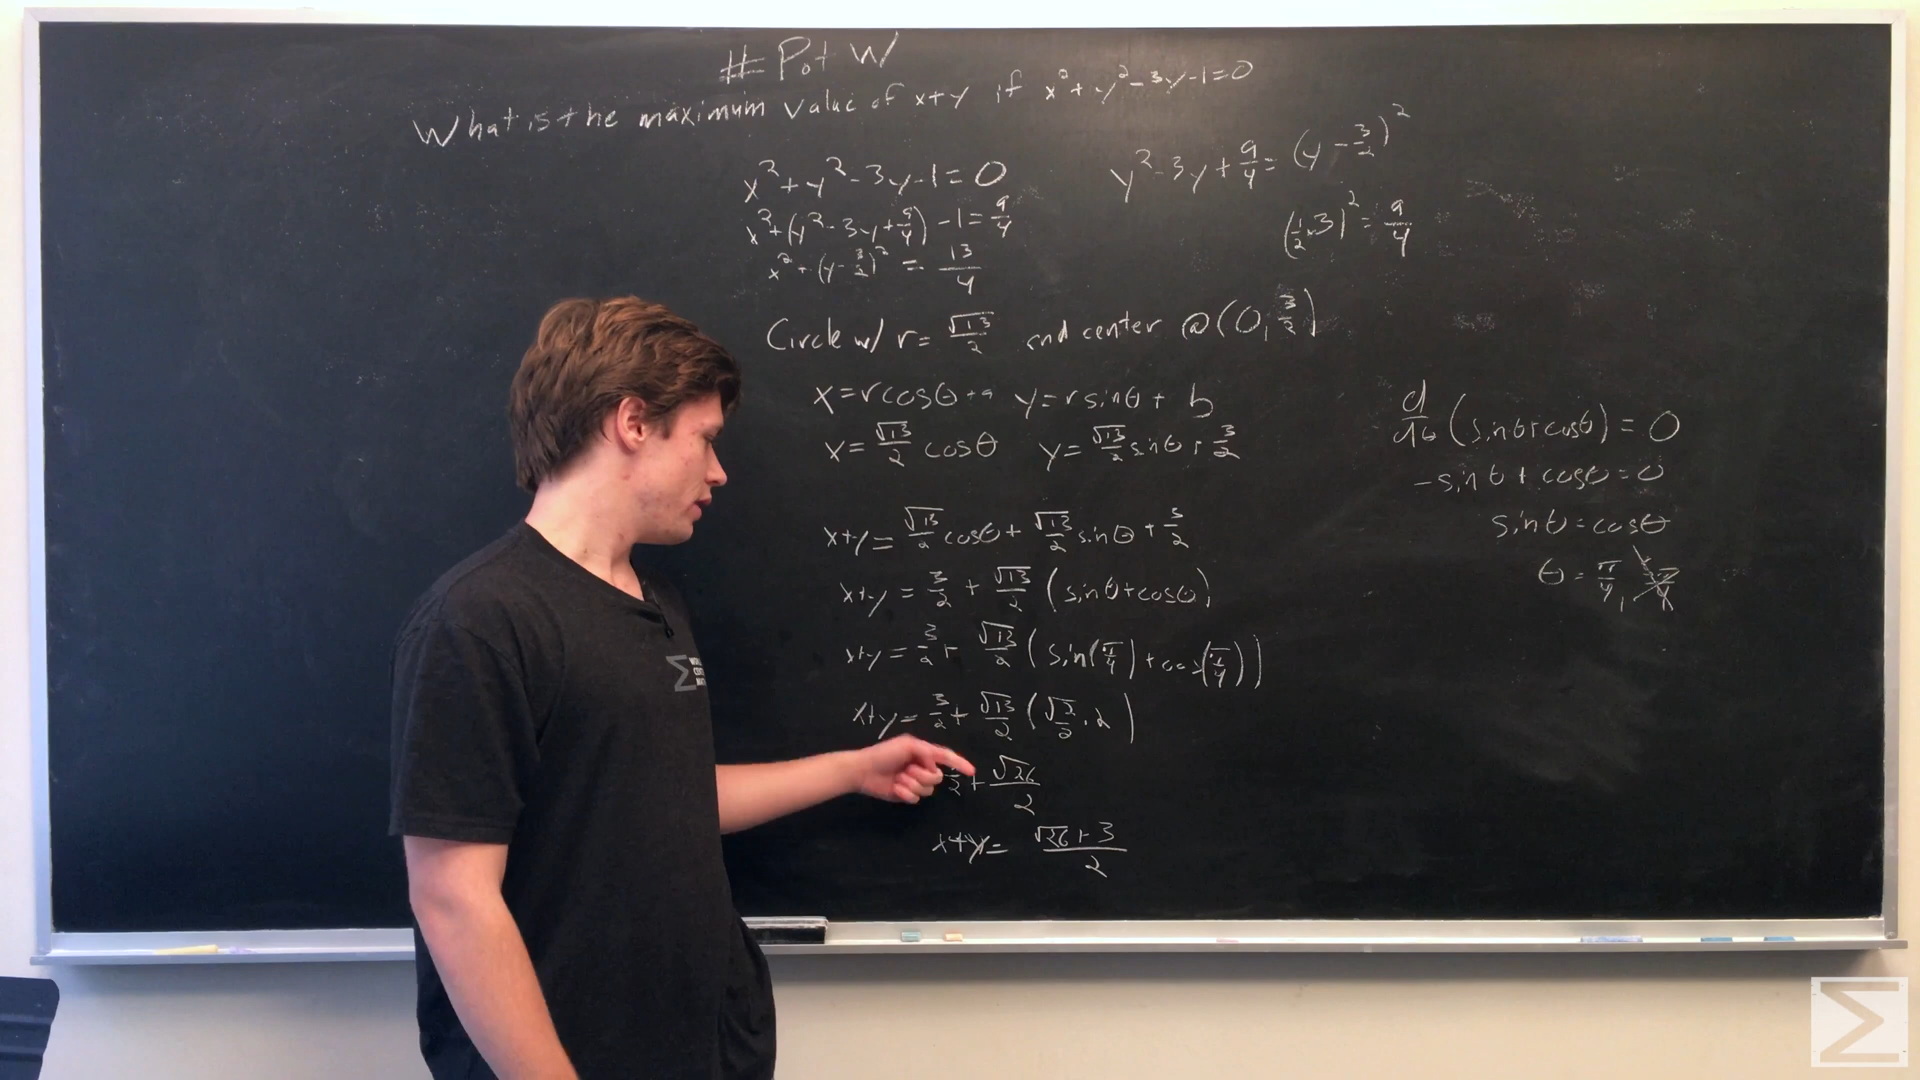 # PotW
What is the maximum value of x+y if x²+y²-3y-1=0
x²+y²-3y-1=0
x²+(y²-3y+9/4)-1=9/4
x²+(y-3/2)²=13/4
y²-3y+9/4=(y-3/2)²
(1/2×3)²=9/4
Circle w/ r=√13/2 and center @(0,3/2)
x=rcosθ+a y=rsinθ+b
x=√13/2 cosθ y=√13/2 sinθ+3/2
x+y=√13/2 cosθ+√13/2 sinθ+3/2
x+y=3/2+√13/2(sinθ+cosθ)
x+y=3/2+√13/2(sin(π/4)+cos(π/4))
x+y=3/2+√13/2(√2/2·2)
/2+√26/2
x+y=√26+3/2
d/dθ(sinθ+cosθ)=0
-sinθ+cosθ=0
sinθ=cosθ
θ=π/4,
Σ
Σ